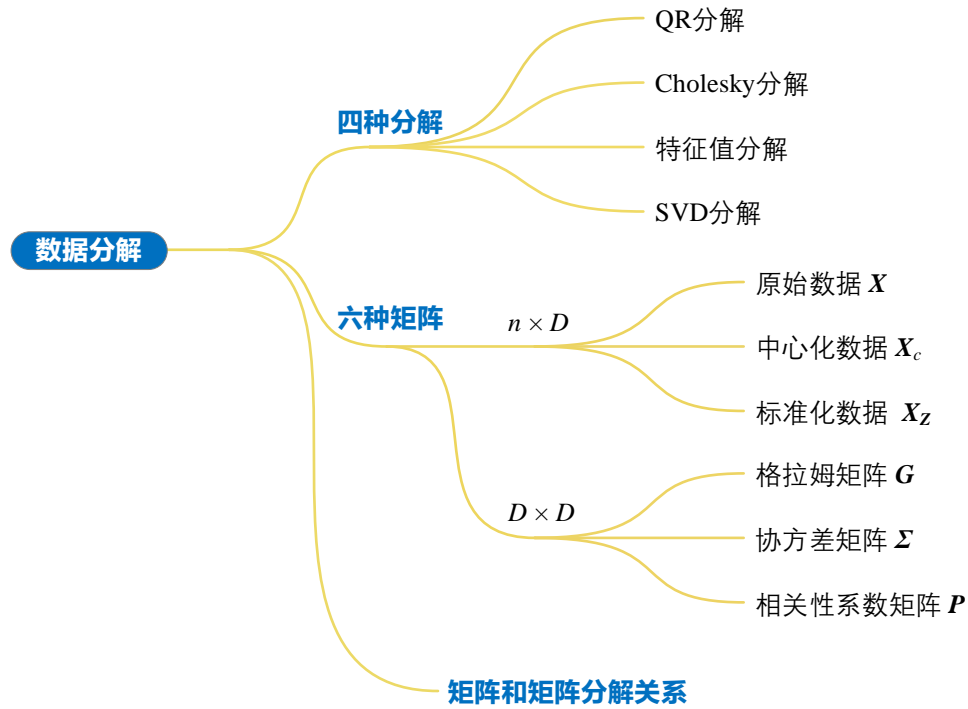 数据分解
四种分解
QR分解
Cholesky分解
特征值分解
SVD分解
六种矩阵
n × D
原始数据 X
中心化数据 X_c
标准化数据 X_Z
D × D
格拉姆矩阵 G
协方差矩阵 Σ
相关性系数矩阵 P
矩阵和矩阵分解关系